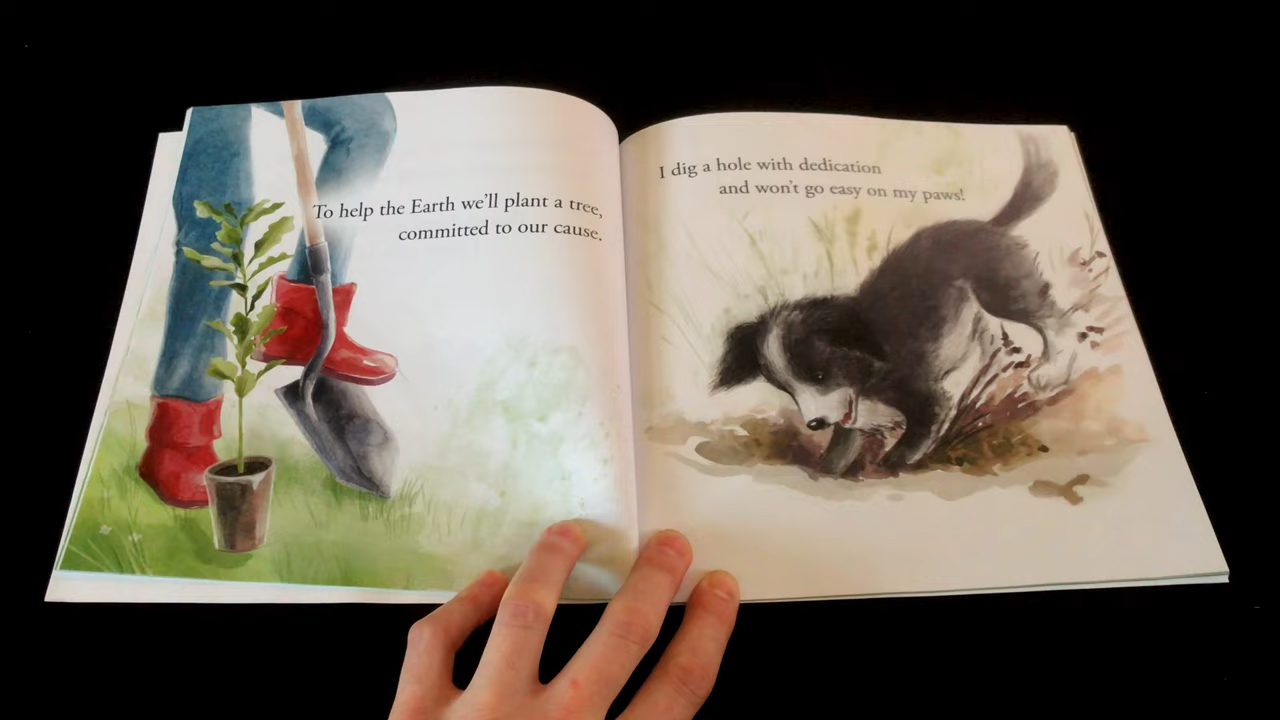 To help the Earth we'll plant a tree,
committed to our cause.
I dig a hole with dedication
and won't go easy on my paws!